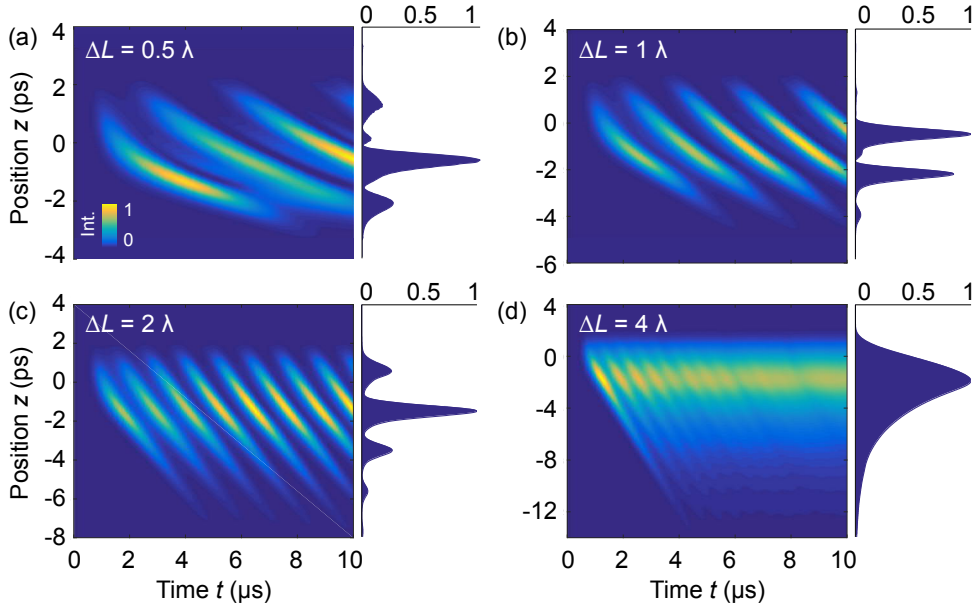 0 0.5 1
0 0.5 1
(a)
ΔL = 0.5 λ
(b)
ΔL = 1 λ
Position z (ps)
4
2
0
-2
-4
Int.
1
0
4
2
0
-2
-4
-6
0 0.5 1
0 0.5 1
(c)
ΔL = 2 λ
(d)
ΔL = 4 λ
Position z (ps)
4
2
0
-2
-4
-6
-8
4
0
-4
-8
-12
0 2 4 6 8 10
0 2 4 6 8 10
Time t (μs)
Time t (μs)